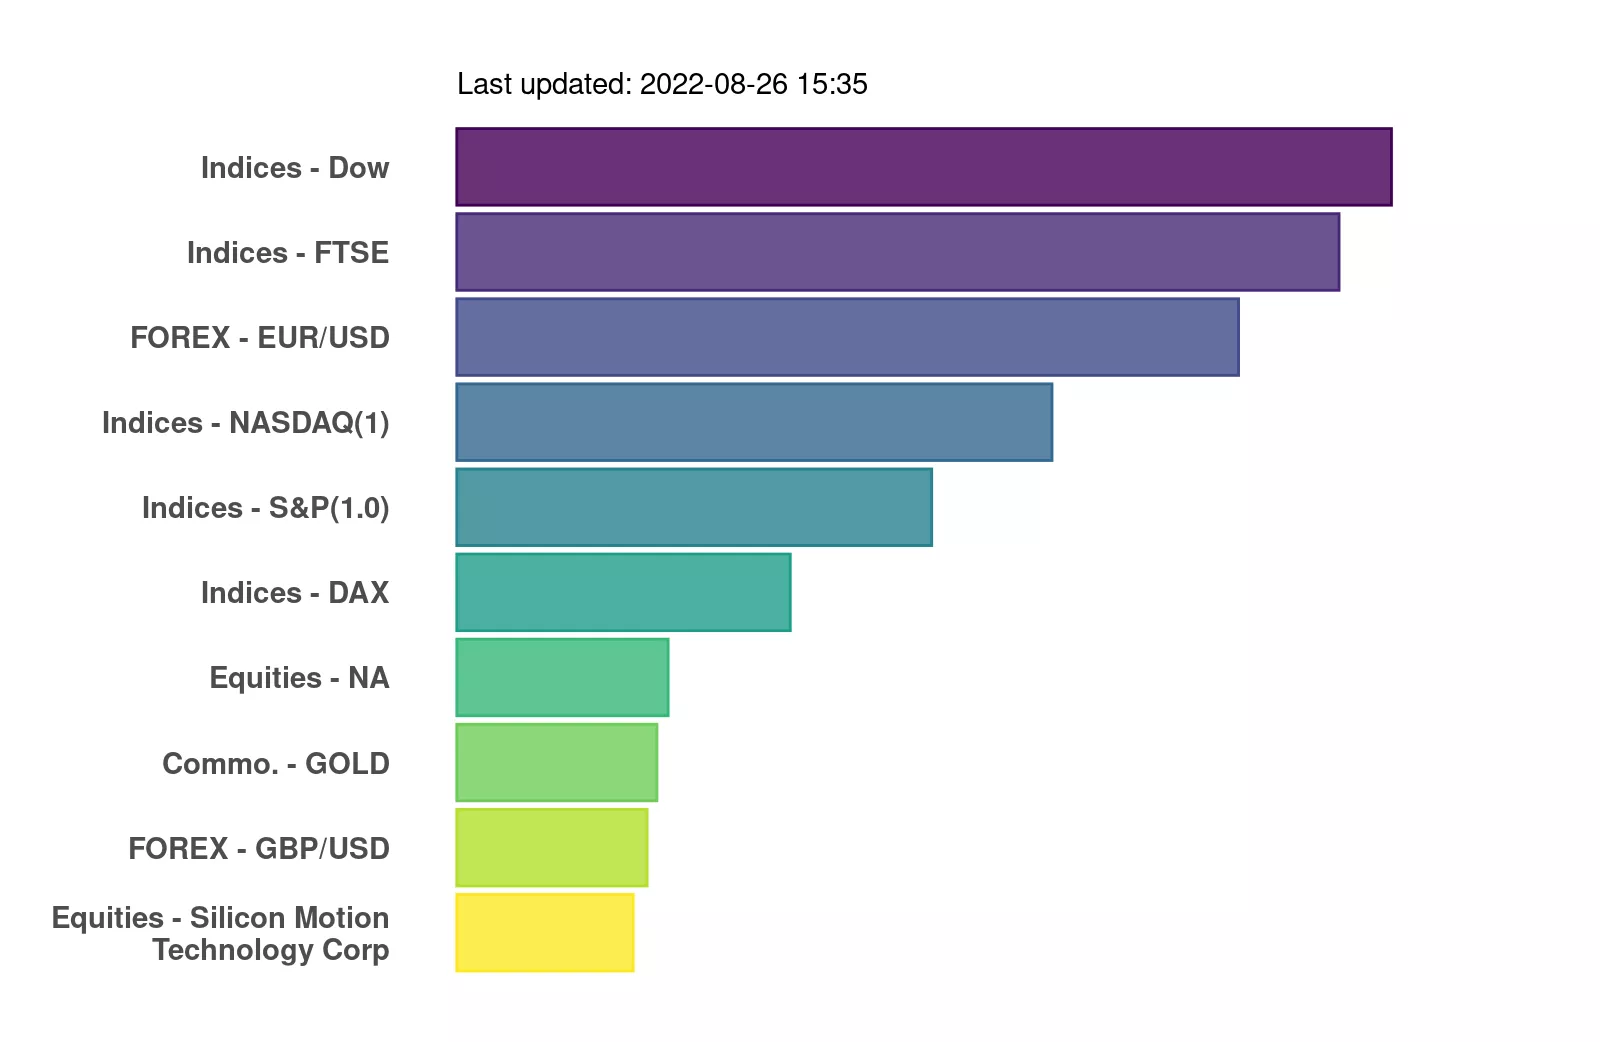 Last updated: 2022-08-26 15:35
Indices - Dow
Indices - FTSE
FOREX - EUR/USD
Indices - NASDAQ(1)
Indices - S&P(1.0)
Indices - DAX
Equities - NA
Commo. - GOLD
FOREX - GBP/USD
Equities - Silicon Motion
Technology Corp